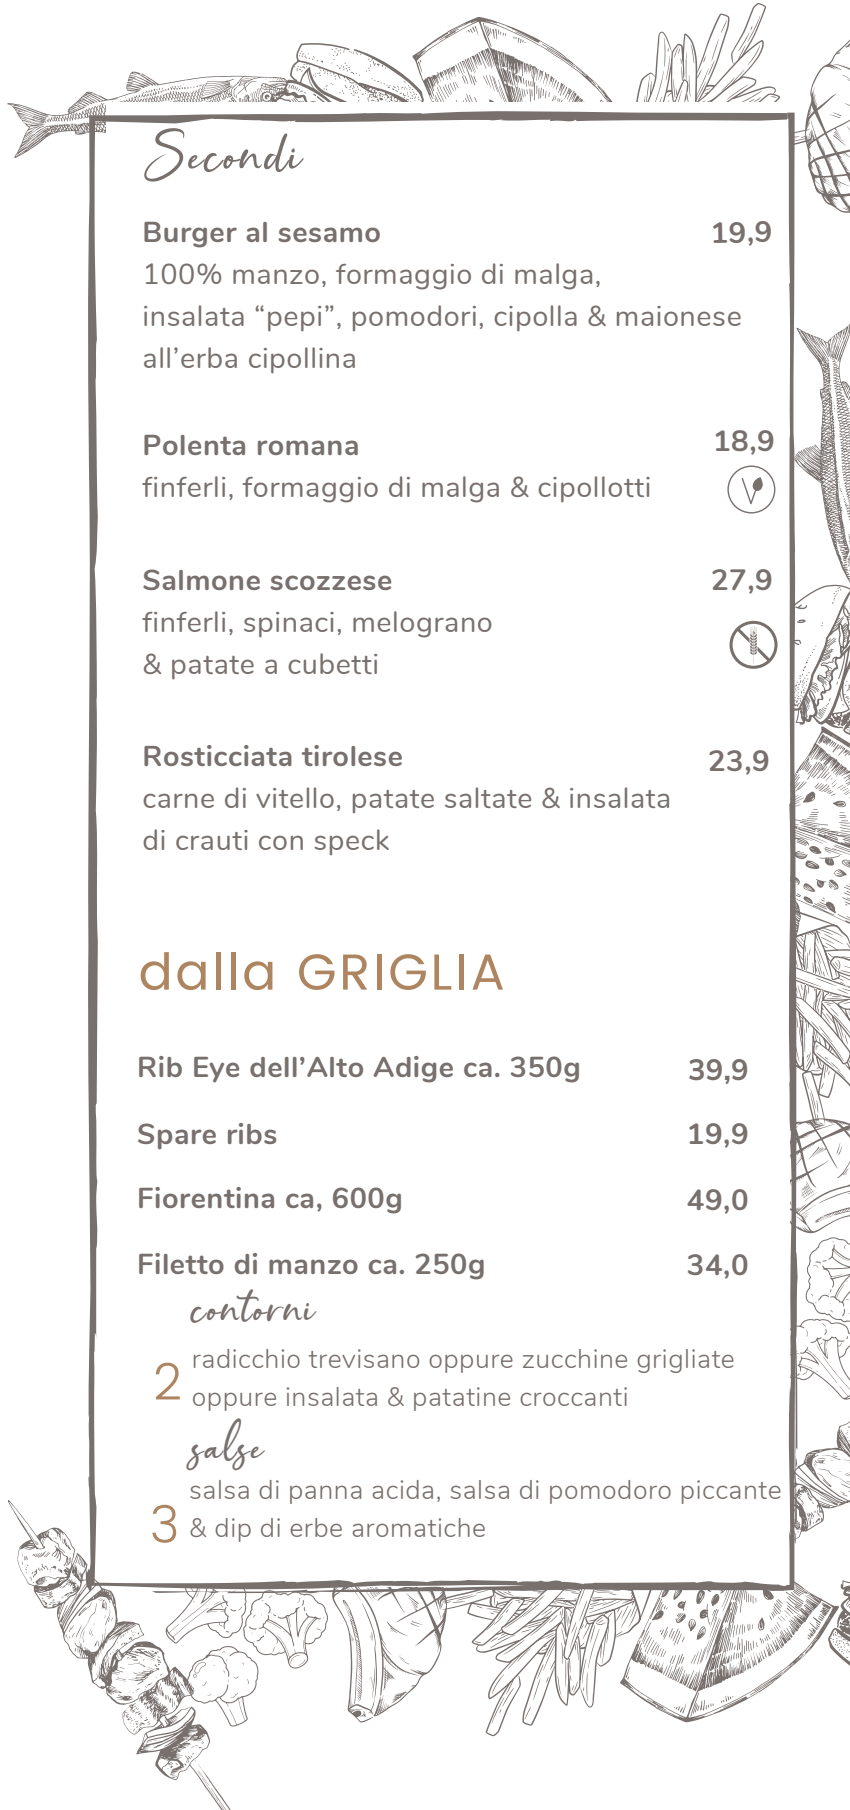 Secondi
Burger al sesamo 19,9
100% manzo, formaggio di malga,
insalata “pepi”, pomodori, cipolla & maionese
all’erba cipollina
Polenta romana 18,9
finferli, formaggio di malga & cipollotti
Salmone scozzese 27,9
finferli, spinaci, melograno
& patate a cubetti
Rosticciata tirolese 23,9
carne di vitello, patate saltate & insalata
di crauti con speck
dalla GRIGLIA
Rib Eye dell’Alto Adige ca. 350g 39,9
Spare ribs 19,9
Fiorentina ca, 600g 49,0
Filetto di manzo ca. 250g 34,0
contorni
2 radicchio trevisano oppure zucchine grigliate
oppure insalata & patatine croccanti
salse
3 salsa di panna acida, salsa di pomodoro piccante
& dip di erbe aromatiche